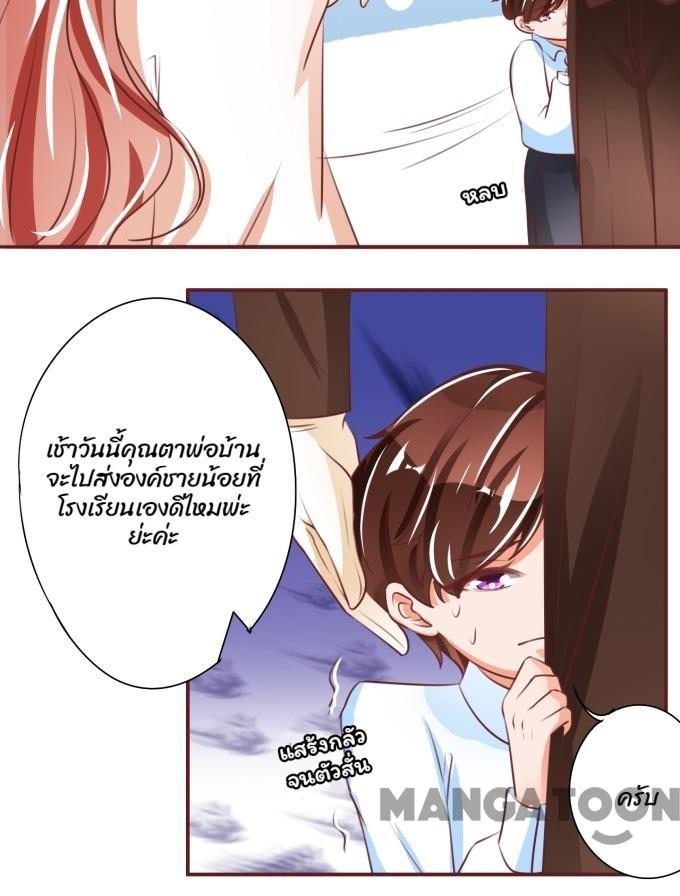 หลบ
เช้าวันนี้คุณตาพ่อบ้าน
จะไปส่งองค์ชายน้อยที่
โรงเรียนเองดีไหมพ่ะ
ย่ะค่ะ
แสร้งกลัว
จนตัวสั่น
ครับ
MANGATOON